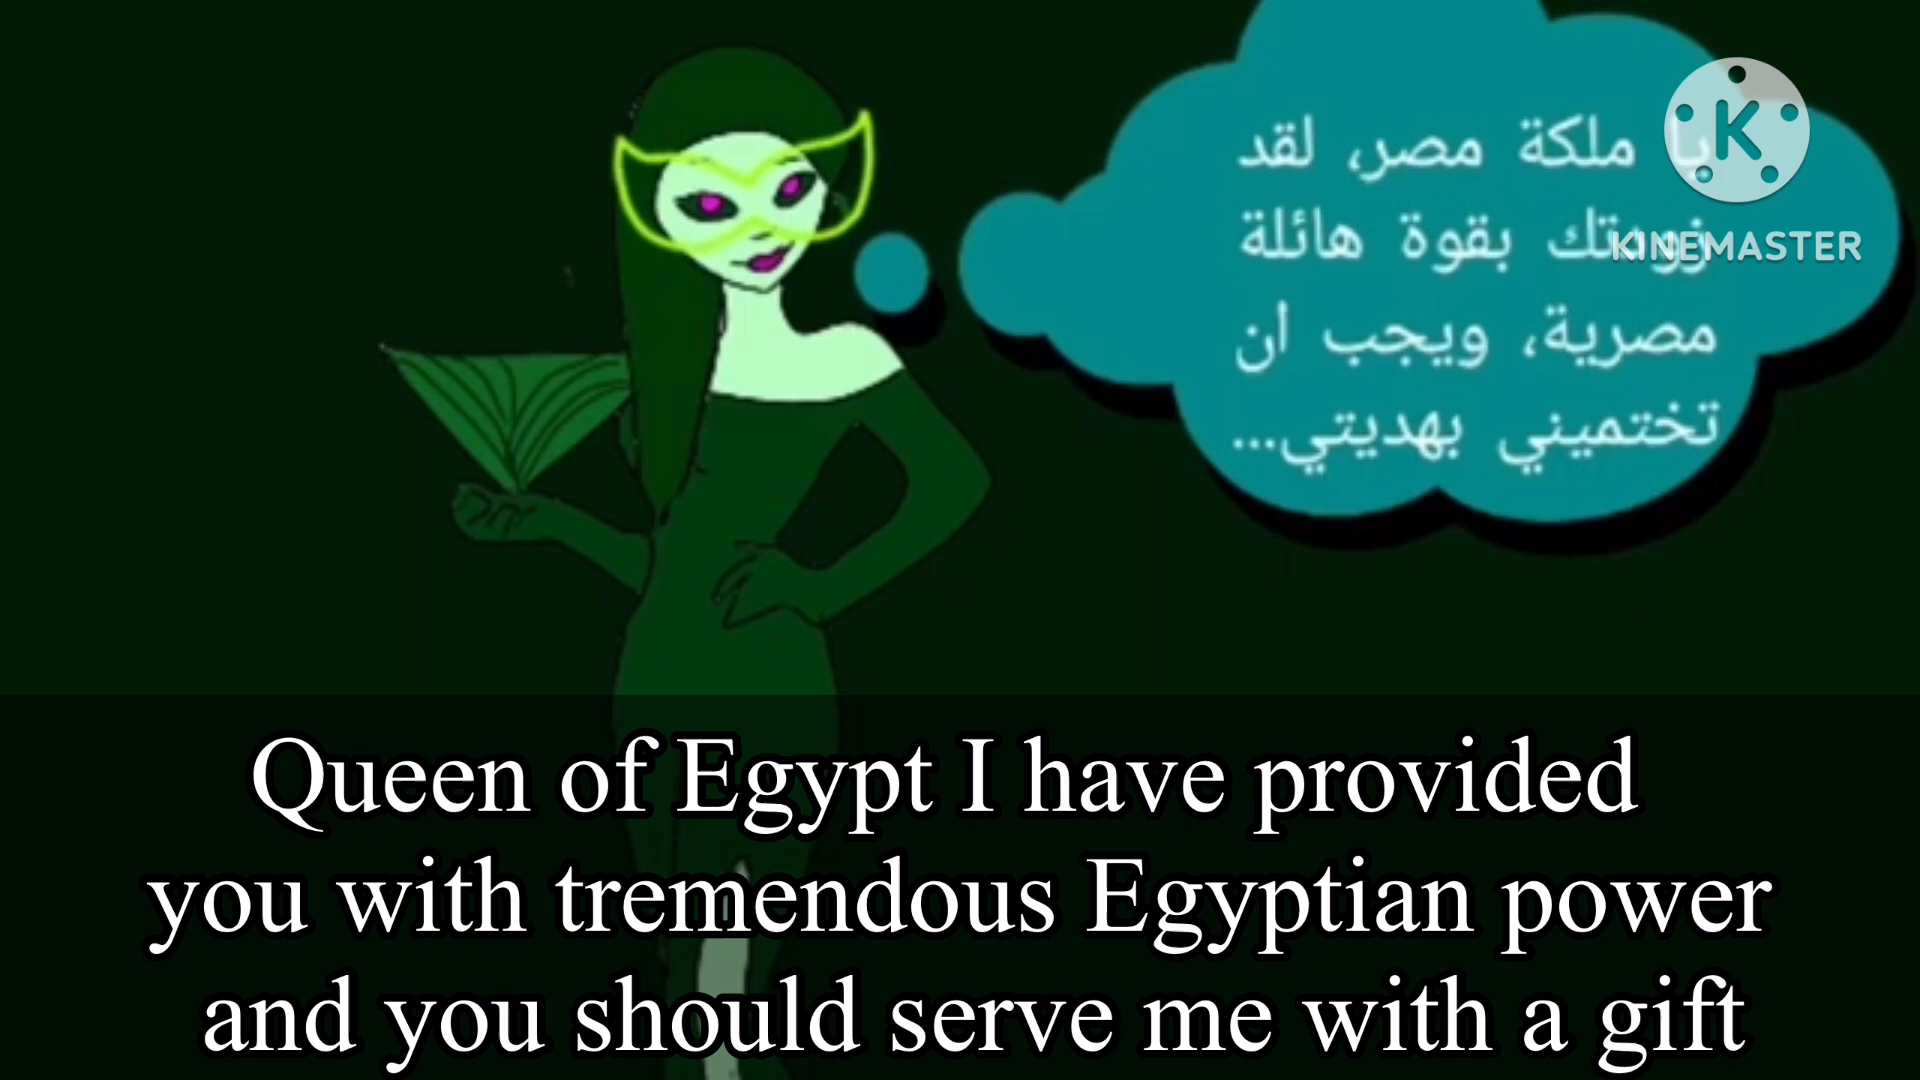 يا ملكة مصر، لقد
زودتك بقوة هائلة
مصرية، ويجب ان
تختميني بهديتي...
KINEMASTER
Queen of Egypt I have provided
you with tremendous Egyptian power
and you should serve me with a gift